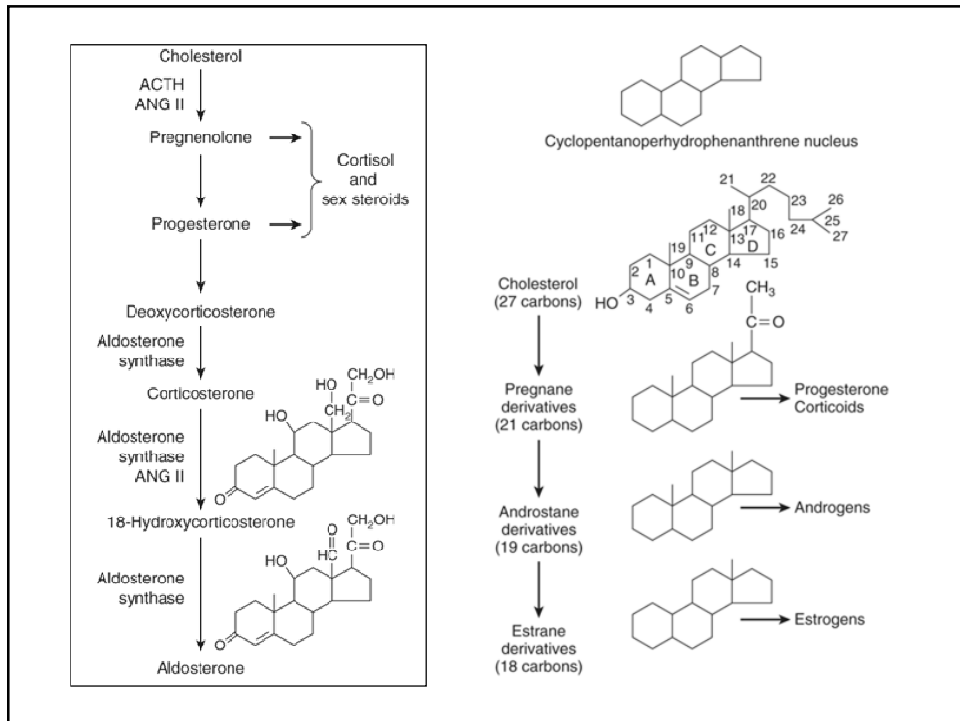 Cholesterol
ACTH
ANG II
Pregnenolone
Cortisol
and
sex steroids
Progesterone
Deoxycorticosterone
Aldosterone
synthase
Corticosterone
CH2OH
HO
C=O
CH2
HO
O
Aldosterone
synthase
ANG II
18-Hydroxycorticosterone
CH2OH
O
HC
C=O
HO
O
Aldosterone
synthase
Aldosterone
Cyclopentanoperhydrophenanthrene nucleus
21
22
20
23
26
18
24
25
27
12
17
16
11
13
D
19
C
14
15
1
9
2
10
8
A
B
HO
3
5
7
4
6
Cholesterol
(27 carbons)
CH3
C=O
Pregnane
derivatives
(21 carbons)
Progesterone
Corticoids
Androstane
derivatives
(19 carbons)
Androgens
Estrane
derivatives
(18 carbons)
Estrogens